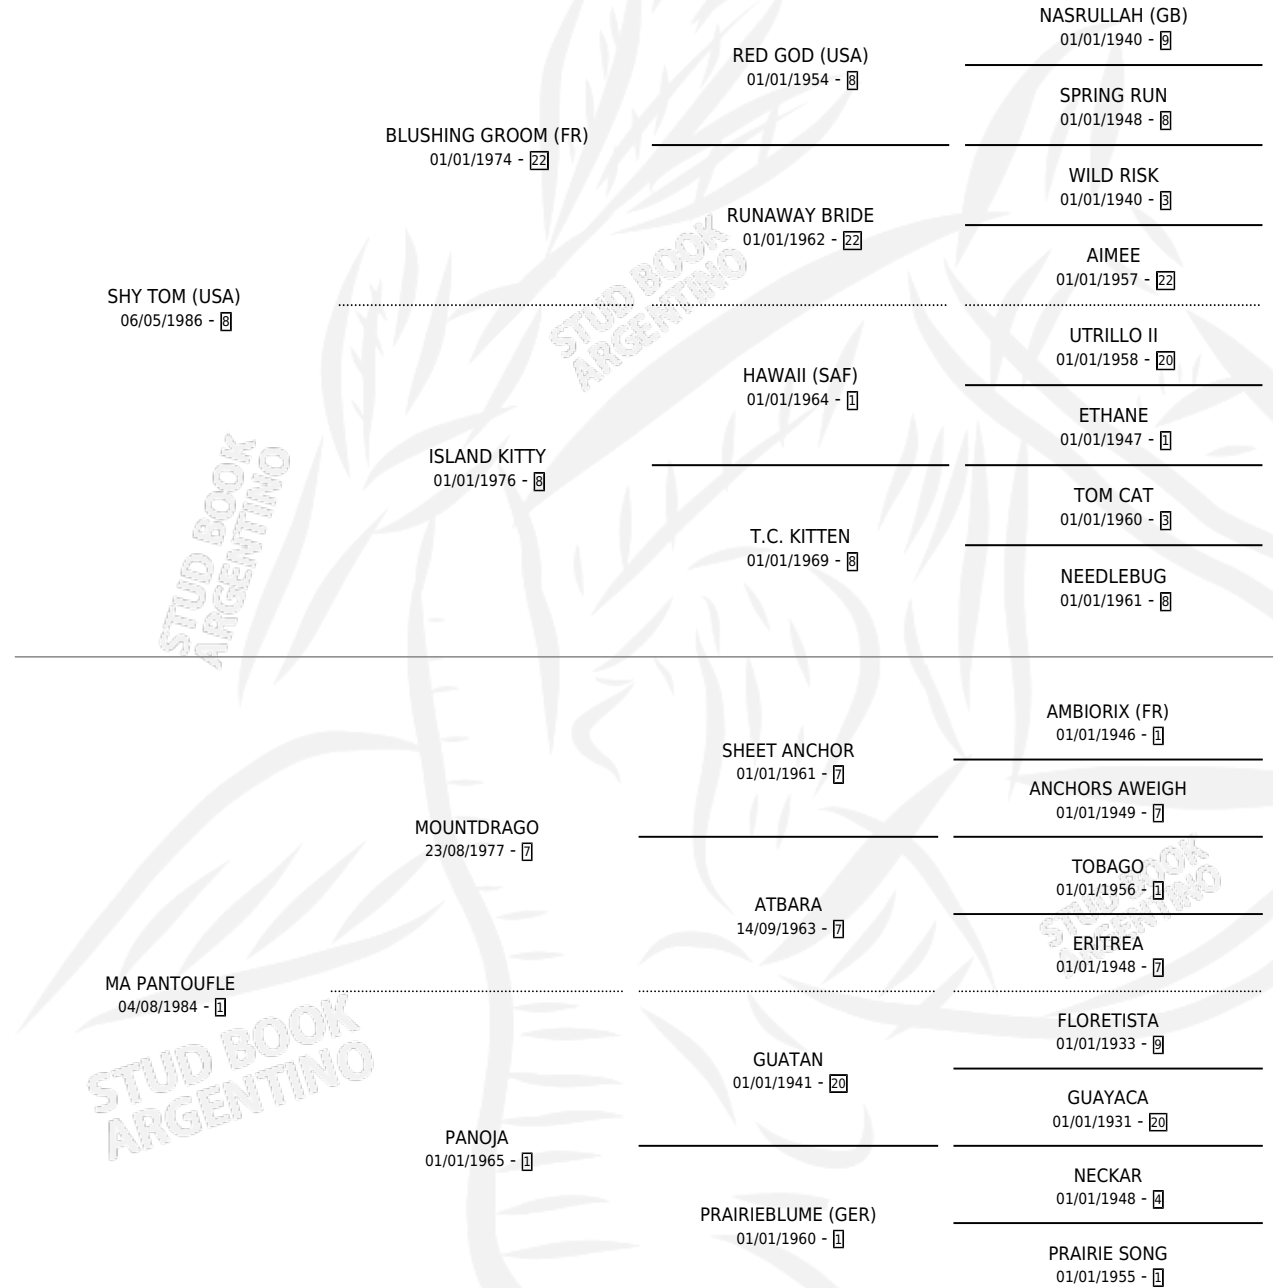 NASRULLAH (GB)
01/01/1940 - 9
RED GOD (USA)
01/01/1954 - 8
SPRING RUN
01/01/1948 - 8
BLUSHING GROOM (FR)
01/01/1974 - 22
WILD RISK
01/01/1940 - 3
RUNAWAY BRIDE
01/01/1962 - 22
AIMEE
01/01/1957 - 22
SHY TOM (USA)
06/05/1986 - 8
STUD BOOK
ARGENTINO
UTRILLO II
01/01/1958 - 20
HAWAII (SAF)
01/01/1964 - 1
ETHANE
01/01/1947 - 1
ISLAND KITTY
01/01/1976 - 8
TOM CAT
01/01/1960 - 3
T.C. KITTEN
01/01/1969 - 8
NEEDLEBUG
01/01/1961 - 8
STUD BOOK
ARGENTINO
AMBIORIX (FR)
01/01/1946 - 1
SHEET ANCHOR
01/01/1961 - 7
ANCHORS AWEIGH
01/01/1949 - 7
MOUNTDRAGO
23/08/1977 - 7
TOBAGO
01/01/1956 - 1
ATBARA
14/09/1963 - 7
ERITREA
01/01/1948 - 7
STUD BOOK
ARGENTINO
MA PANTOUFLE
04/08/1984 - 1
FLORETISTA
01/01/1933 - 9
GUATAN
01/01/1941 - 20
GUAYACA
01/01/1931 - 20
STUD BOOK
ARGENTINO
PANOJA
01/01/1965 - 1
NECKAR
01/01/1948 - 4
PRAIRIEBLUME (GER)
01/01/1960 - 1
PRAIRIE SONG
01/01/1955 - 1